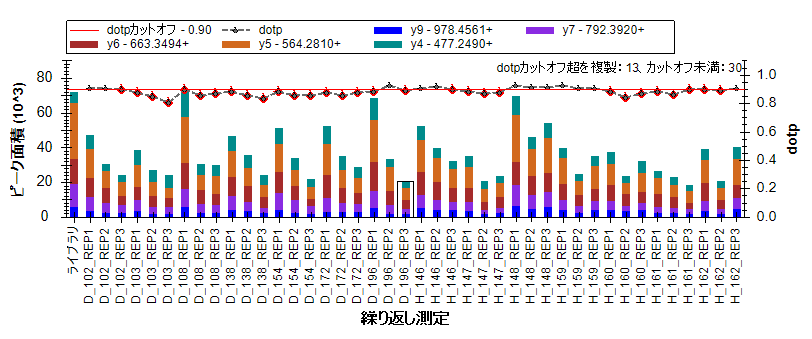 dotpカットオフ - 0.90
dotp
y9 - 978.4561+
y7 - 792.3920+
y6 - 663.3494+
y5 - 564.2810+
y4 - 477.2490+
dotpカットオフ超を複製: 13, カットオフ未満: 30
ピーク面積 (10^3)
80
60
40
20
0
1.0
0.8
0.6
0.4
0.2
0.0
dotp
ライブラリ
D_102_REP1
D_102_REP2
D_102_REP3
D_103_REP1
D_103_REP2
D_103_REP3
D_108_REP1
D_108_REP2
D_108_REP3
D_138_REP1
D_138_REP2
D_138_REP3
D_154_REP1
D_154_REP2
D_154_REP3
D_172_REP1
D_172_REP2
D_172_REP3
D_196_REP1
D_196_REP2
D_196_REP3
H_146_REP1
H_146_REP2
H_146_REP3
H_147_REP1
H_147_REP2
H_147_REP3
H_148_REP1
H_148_REP2
H_148_REP3
H_159_REP1
H_159_REP2
H_159_REP3
H_160_REP1
H_160_REP2
H_160_REP3
H_161_REP1
H_161_REP2
H_161_REP3
H_162_REP1
H_162_REP2
H_162_REP3
繰り返し測定